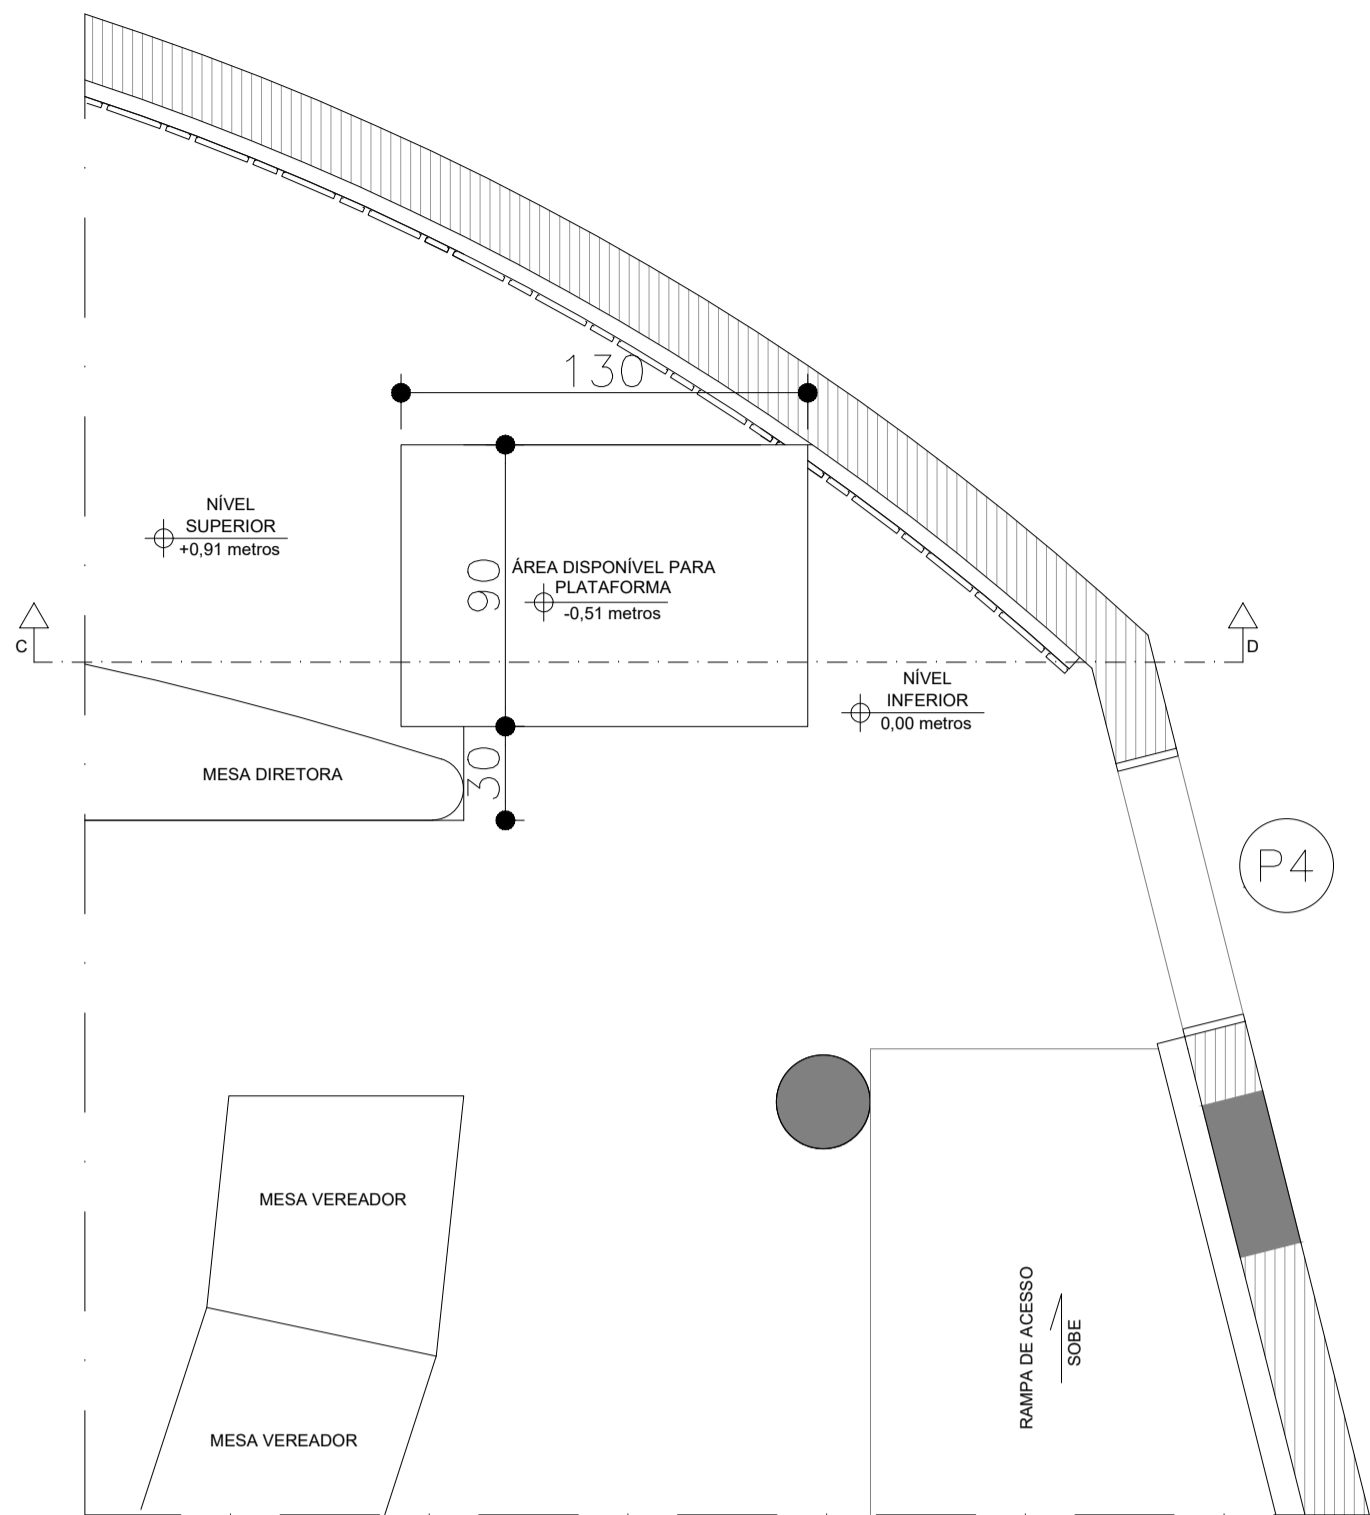 130
NÍVEL
SUPERIOR
+0,91 metros
90
ÁREA DISPONÍVEL PARA
PLATAFORMA
-0,51 metros
C
D
NÍVEL
INFERIOR
0,00 metros
MESA DIRETORA
30
P4
MESA VEREADOR
RAMPA DE ACESSO
SOBE
MESA VEREADOR